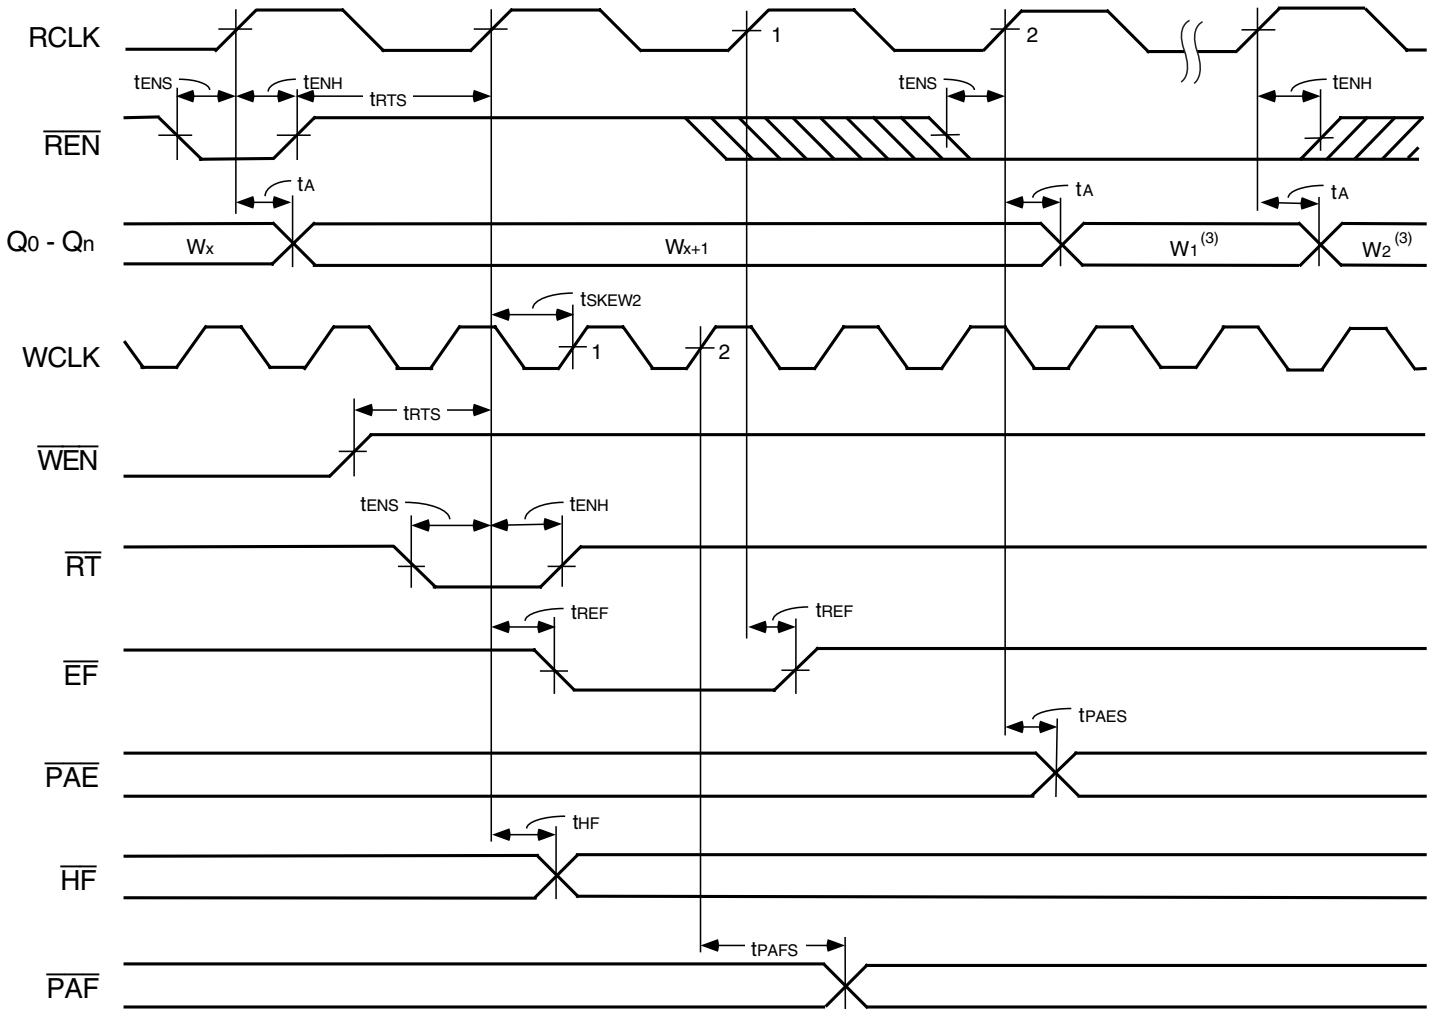 RCLK 1 2
tENS tENH tRTS tENS tENH
REN
tA tA tA
Q0 - Qn Wx Wx+1 W1(3) W2(3)
tSKEW2
WCLK 1 2
tRTS
WEN
tENS tENH
RT
tREF tREF
EF
tPAES
PAE
tHF
HF
tPAFS
PAF